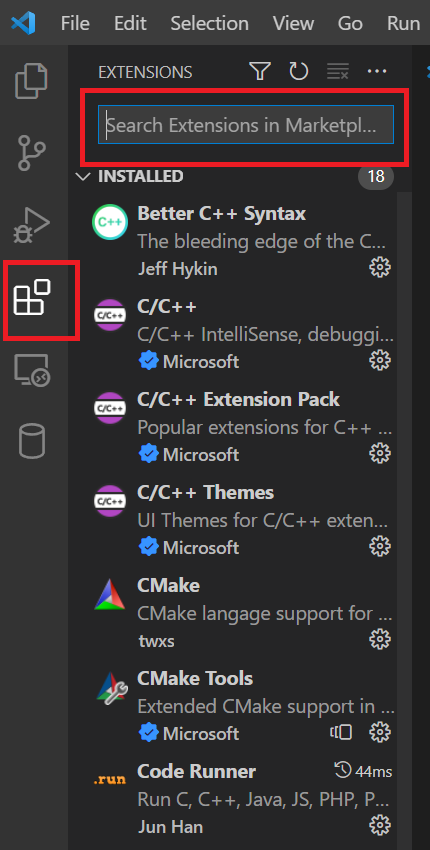 File Edit Selection View Go Run
EXTENSIONS
Search Extensions in Marketpl...
INSTALLED 18
C++ Better C++ Syntax
The bleeding edge of the C...
Jeff Hykin
C/C++
C/C++ C/C++ IntelliSense, debuggi...
Microsoft
C/C++ Extension Pack
C/C++ Popular extensions for C++ ...
Microsoft
C/C++ Themes
C/C++ UI Themes for C/C++ exten...
Microsoft
CMake
CMake langage support for ...
twxs
CMake Tools
Extended CMake support in ...
Microsoft
Code Runner 44ms
.run Run C, C++, Java, JS, PHP, P...
Jun Han